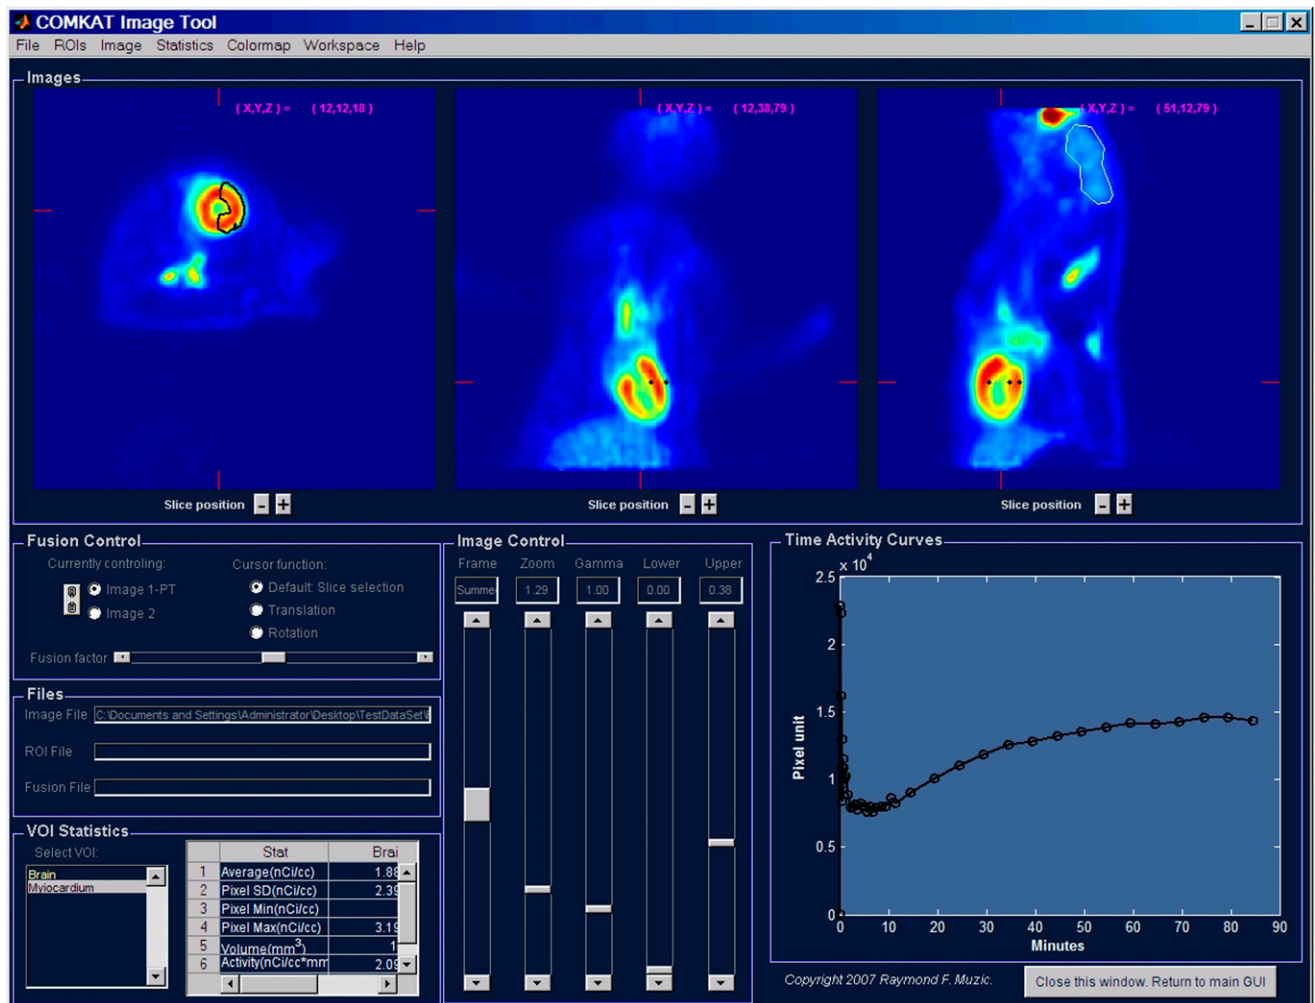 COMKAT Image Tool
File ROIs Image Statistics Colormap Workspace Help
Images
( X,Y,Z ) = ( 12,12,18 )
( X,Y,Z ) = ( 12,38,79 )
( X,Y,Z ) = ( 51,12,79 )
Slice position - +
Slice position - +
Slice position - +
Fusion Control
Currently controling:
Image 1-PT
Image 2
Cursor function:
Default: Slice selection
Translation
Rotation
Fusion factor
Files
Image File C:\Documents and Settings\Administrator\Desktop\TestDataSet\
ROI File
Fusion File
VOI Statistics
Select VOI:
Brain
Myiocardium
Stat Brai
1 Average(nCi/cc) 1.88
2 Pixel SD(nCi/cc) 2.39
3 Pixel Min(nCi/cc)
4 Pixel Max(nCi/cc) 3.19
5 Volume(mm³) 1
6 Activity(nCi/cc*mm 2.09
Image Control
Frame Zoom Gamma Lower Upper
Summe 1.29 1.00 0.00 0.38
Time Activity Curves
x 10⁴
2.5
2
1.5
1
0.5
0
Pixel unit
0 10 20 30 40 50 60 70 80 90
Minutes
Copyright 2007 Raymond F. Muzic.
Close this window. Return to main GUI